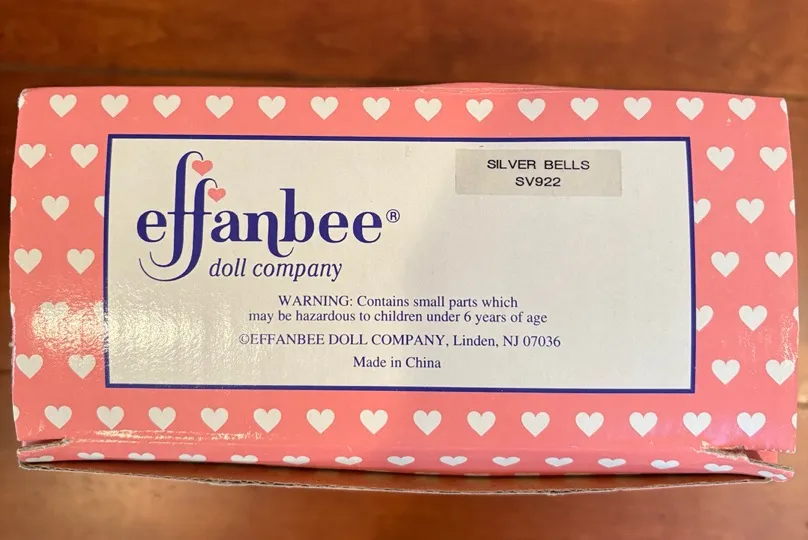 effanbee®
doll company
SILVER BELLS
SV922
WARNING: Contains small parts which
may be hazardous to children under 6 years of age
©EFFANBEE DOLL COMPANY, Linden, NJ 07036
Made in China